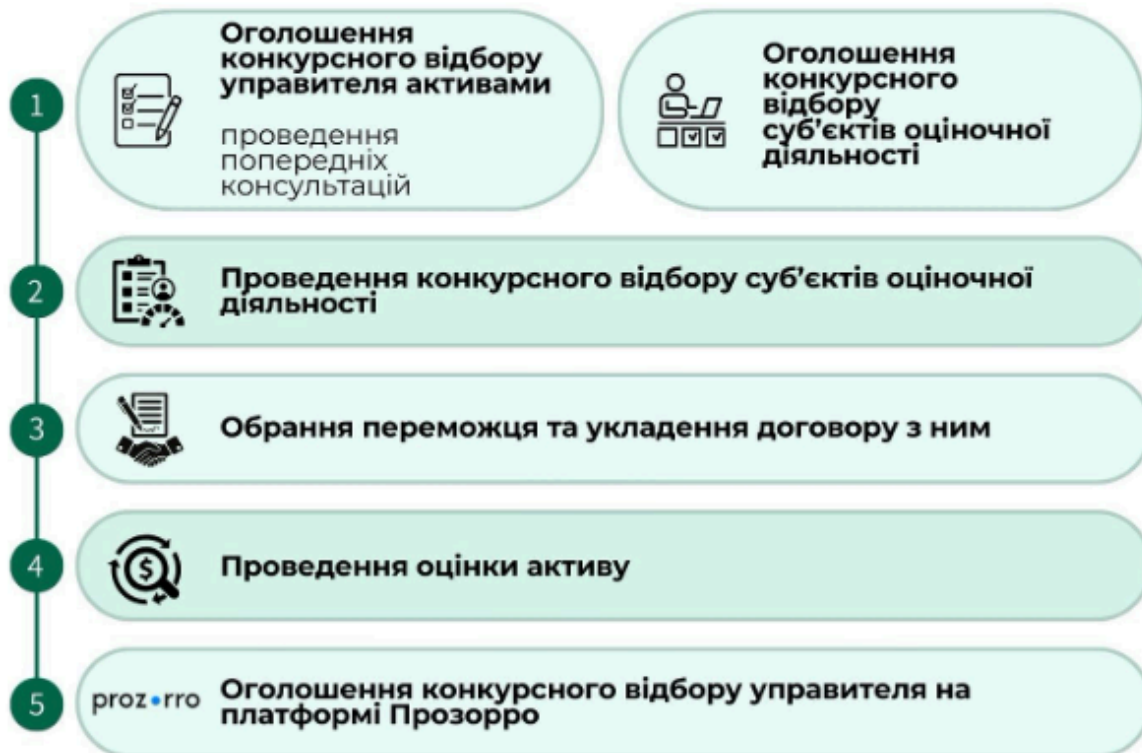 1
Оголошення
конкурсного відбору
управителя активами
проведення
попередніх
консультацій
Оголошення
конкурсного
відбору
суб’єктів оціночної
діяльності
2
Проведення конкурсного відбору суб’єктів оціночної
діяльності
3
Обрання переможця та укладення договору з ним
4
$
Проведення оцінки активу
5
proz•rro
Оголошення конкурсного відбору управителя на
платформі Прозорро